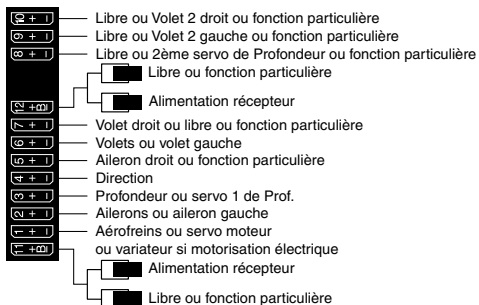 10 + – Libre ou Volet 2 droit ou fonction particulière
9 + – Libre ou Volet 2 gauche ou fonction particulière
8 + – Libre ou 2ème servo de Profondeur ou fonction particulière
Libre ou fonction particulière
12 +B
Alimentation récepteur
7 + – Volet droit ou libre ou fonction particulière
6 + – Volets ou volet gauche
5 + – Aileron droit ou fonction particulière
4 + – Direction
3 + – Profondeur ou servo 1 de Prof.
2 + – Ailerons ou aileron gauche
1 + – Aérofreins ou servo moteur
11 +B ou variateur si motorisation électrique
Alimentation récepteur
Libre ou fonction particulière